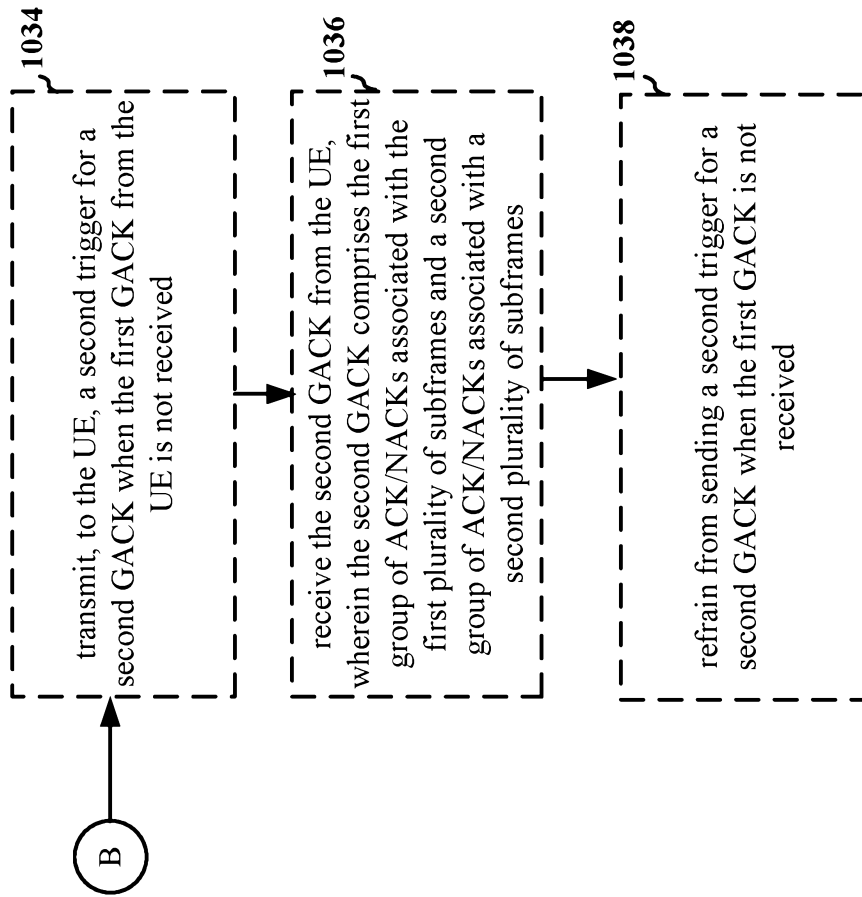 B
1034
transmit, to the UE, a second trigger for a
second GACK when the first GACK from the
UE is not received
1036
receive the second GACK from the UE,
wherein the second GACK comprises the first
group of ACK/NACKs associated with the
first plurality of subframes and a second
group of ACK/NACKs associated with a
second plurality of subframes
1038
refrain from sending a second trigger for a
second GACK when the first GACK is not
received